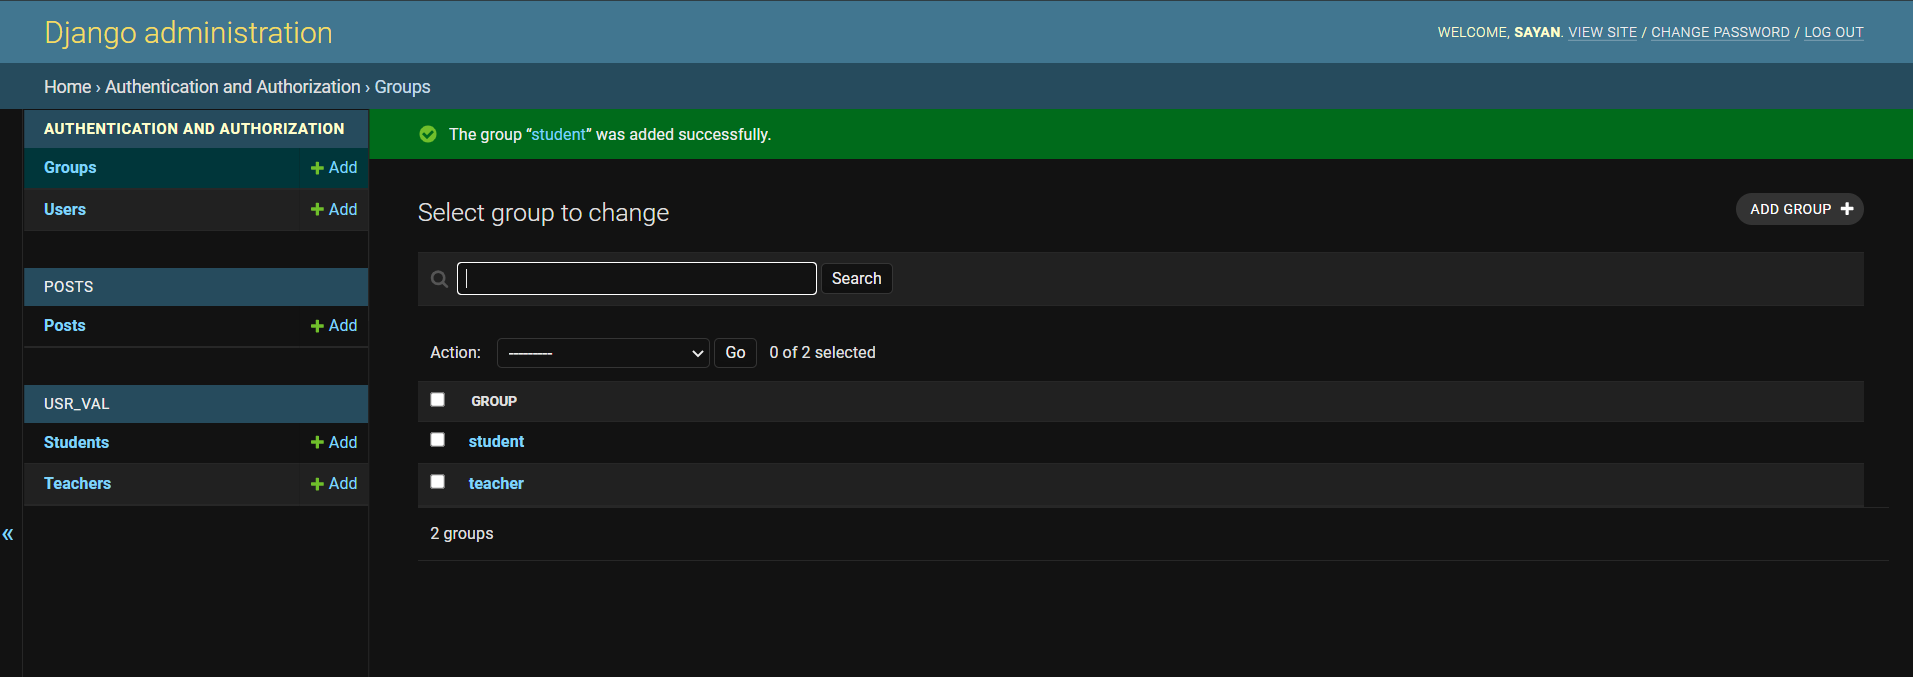 Django administration
WELCOME, SAYAN. VIEW SITE / CHANGE PASSWORD / LOG OUT
Home › Authentication and Authorization › Groups
AUTHENTICATION AND AUTHORIZATION
Groups + Add
Users + Add
POSTS
Posts + Add
USR_VAL
Students + Add
Teachers + Add
«
The group “student” was added successfully.
Select group to change
ADD GROUP +
Search
Action: --------- Go 0 of 2 selected
GROUP
student
teacher
2 groups